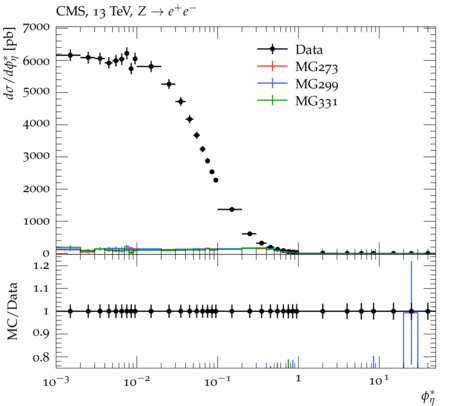 CMS, 13 TeV, Z → e⁺e⁻
dσ/dϕ*η [pb]
7000
6000
5000
4000
3000
2000
1000
0
Data
MG273
MG299
MG331
MC/Data
1.2
1.1
1
0.9
0.8
10⁻³
10⁻²
10⁻¹
1
10¹
ϕ*η